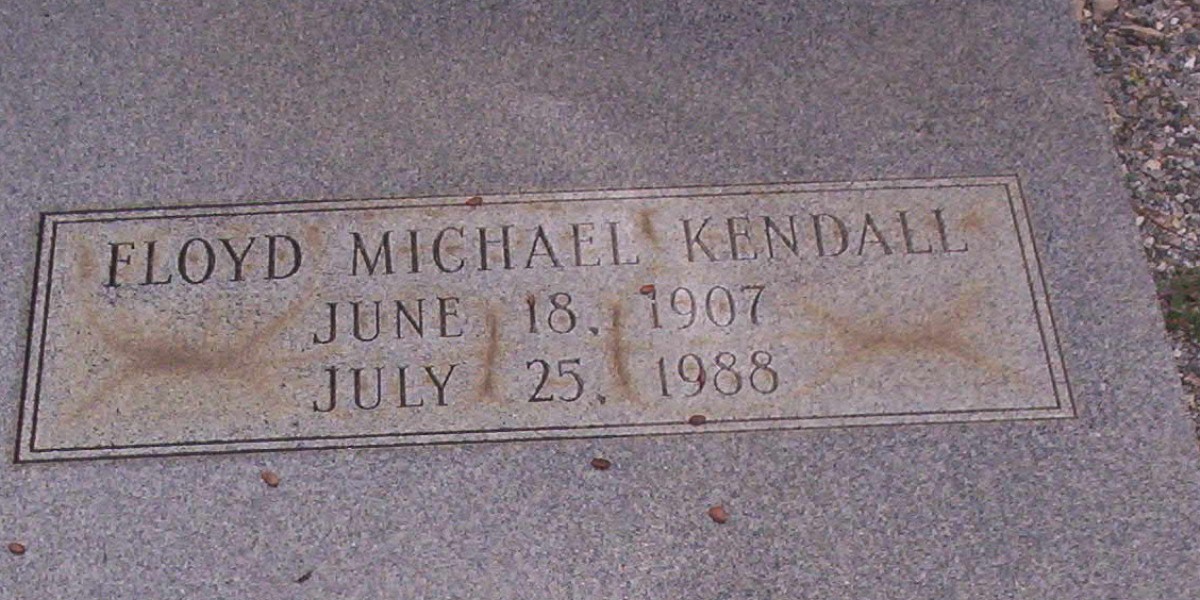 FLOYD MICHAEL KENDALL
JUNE 18, 1907
JULY 25, 1988